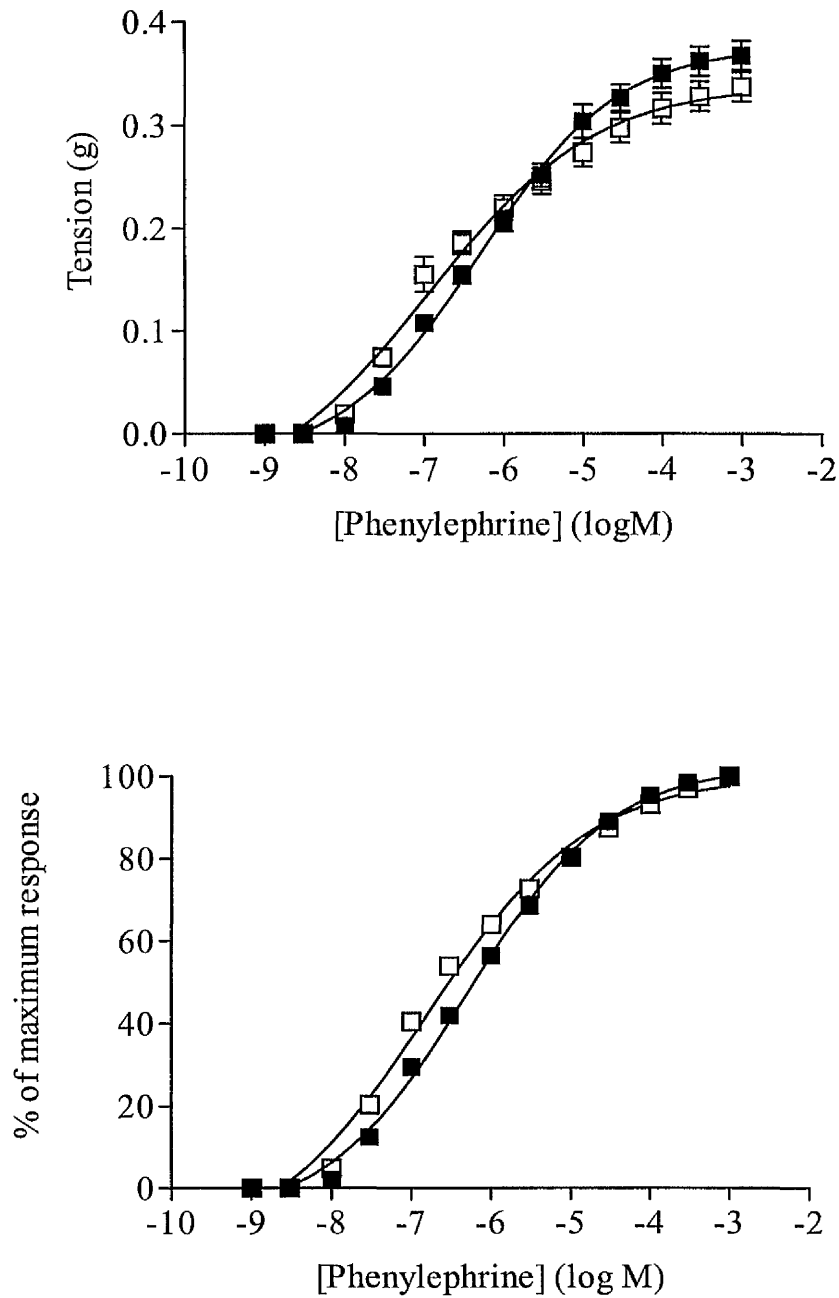 0.4
0.3
0.2
0.1
0.0
Tension (g)
-10 -9 -8 -7 -6 -5 -4 -3 -2
[Phenylephrine] (logM)
100
80
60
40
20
0
% of maximum response
-10 -9 -8 -7 -6 -5 -4 -3 -2
[Phenylephrine] (log M)